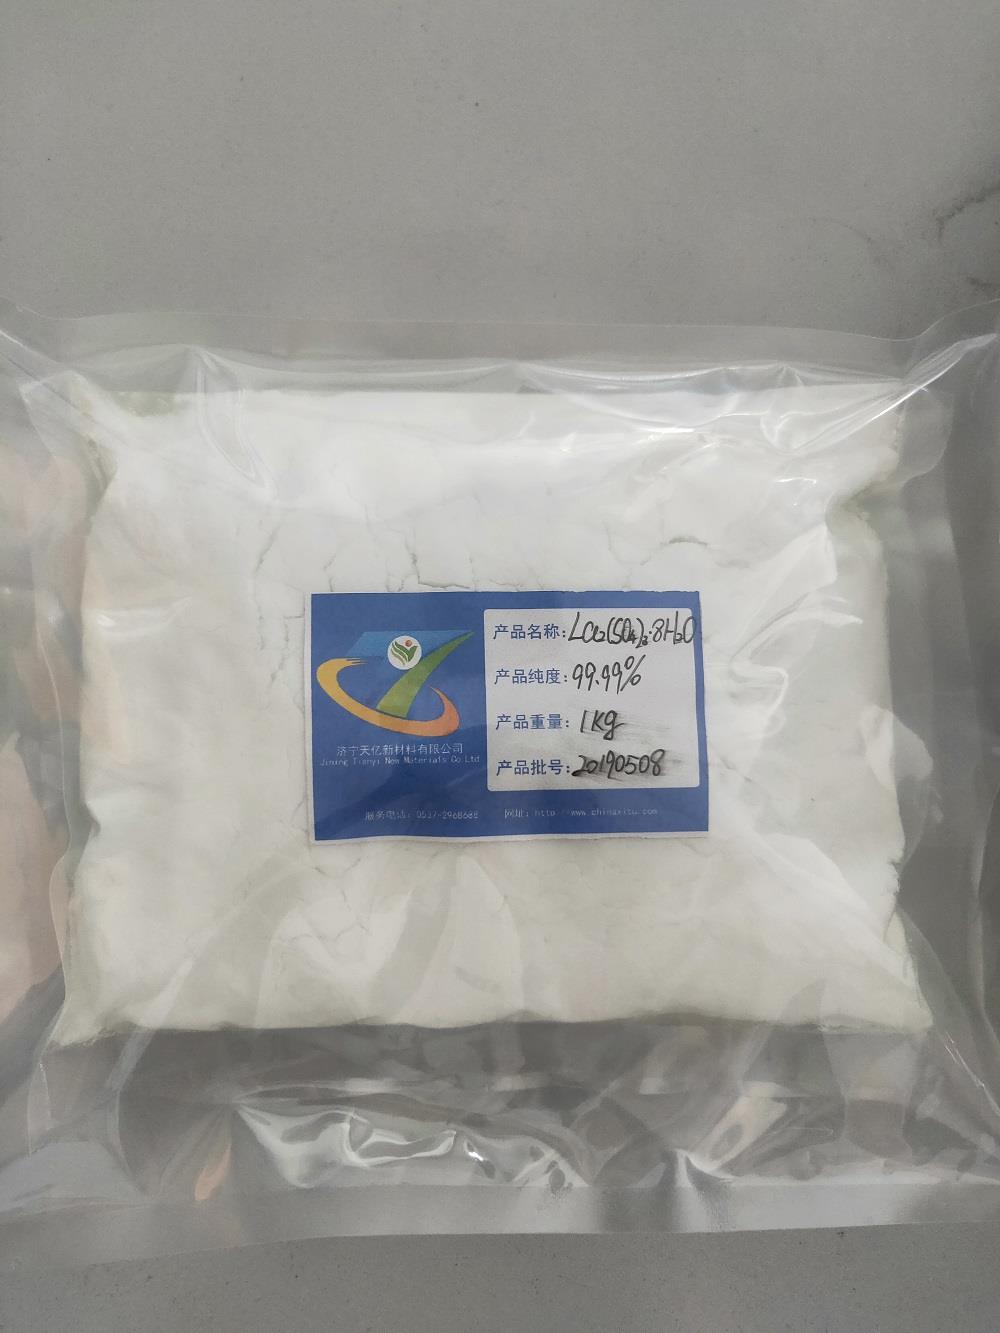 产品名称:La2(SO4)3·8H2O
产品纯度:99.99%
产品重量:1Kg
产品批号:20190508
济宁天亿新材料有限公司
Jining Tianyi New Materials Co Ltd
服务电话:0537-2968688 网址:http://www.chinaxitu.com